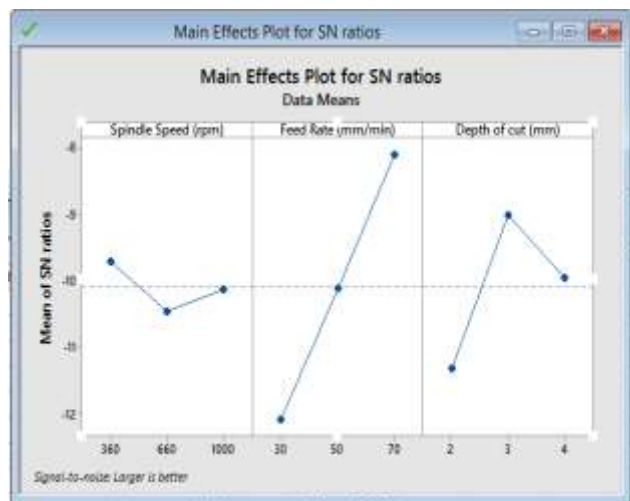 Main Effects Plot for SN ratios
Main Effects Plot for SN ratios
Data Means
Spindle Speed (rpm) Feed Rate (mm/min) Depth of cut (mm)
Mean of SN ratios
-8
-9
-10
-11
-12
360 660 1000 30 50 70 2 3 4
Signal-to-noise: Larger is better